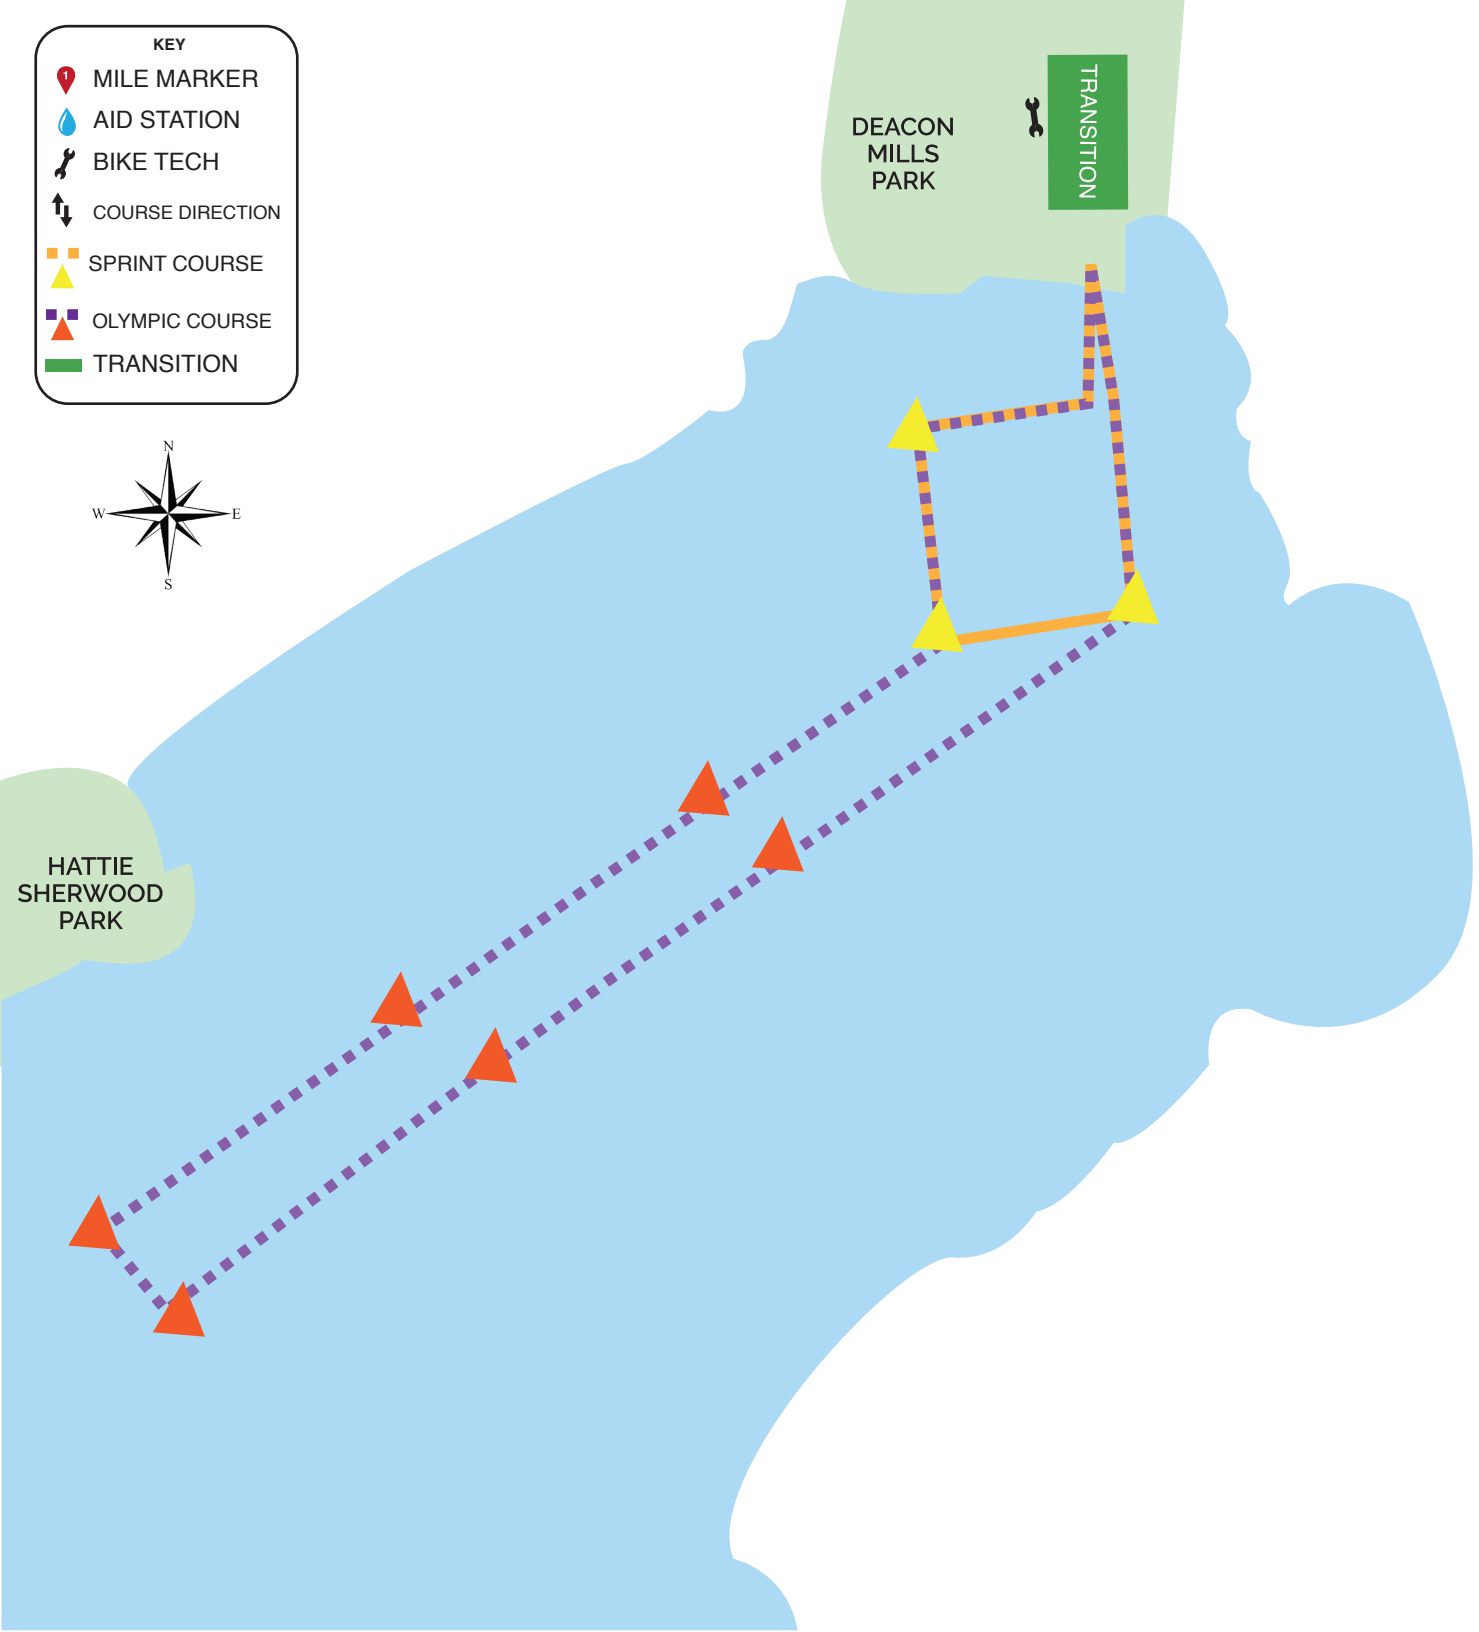 KEY
1 MILE MARKER
AID STATION
BIKE TECH
COURSE DIRECTION
SPRINT COURSE
OLYMPIC COURSE
TRANSITION
N
W E
S
DEACON
MILLS
PARK
TRANSITION
HATTIE
SHERWOOD
PARK